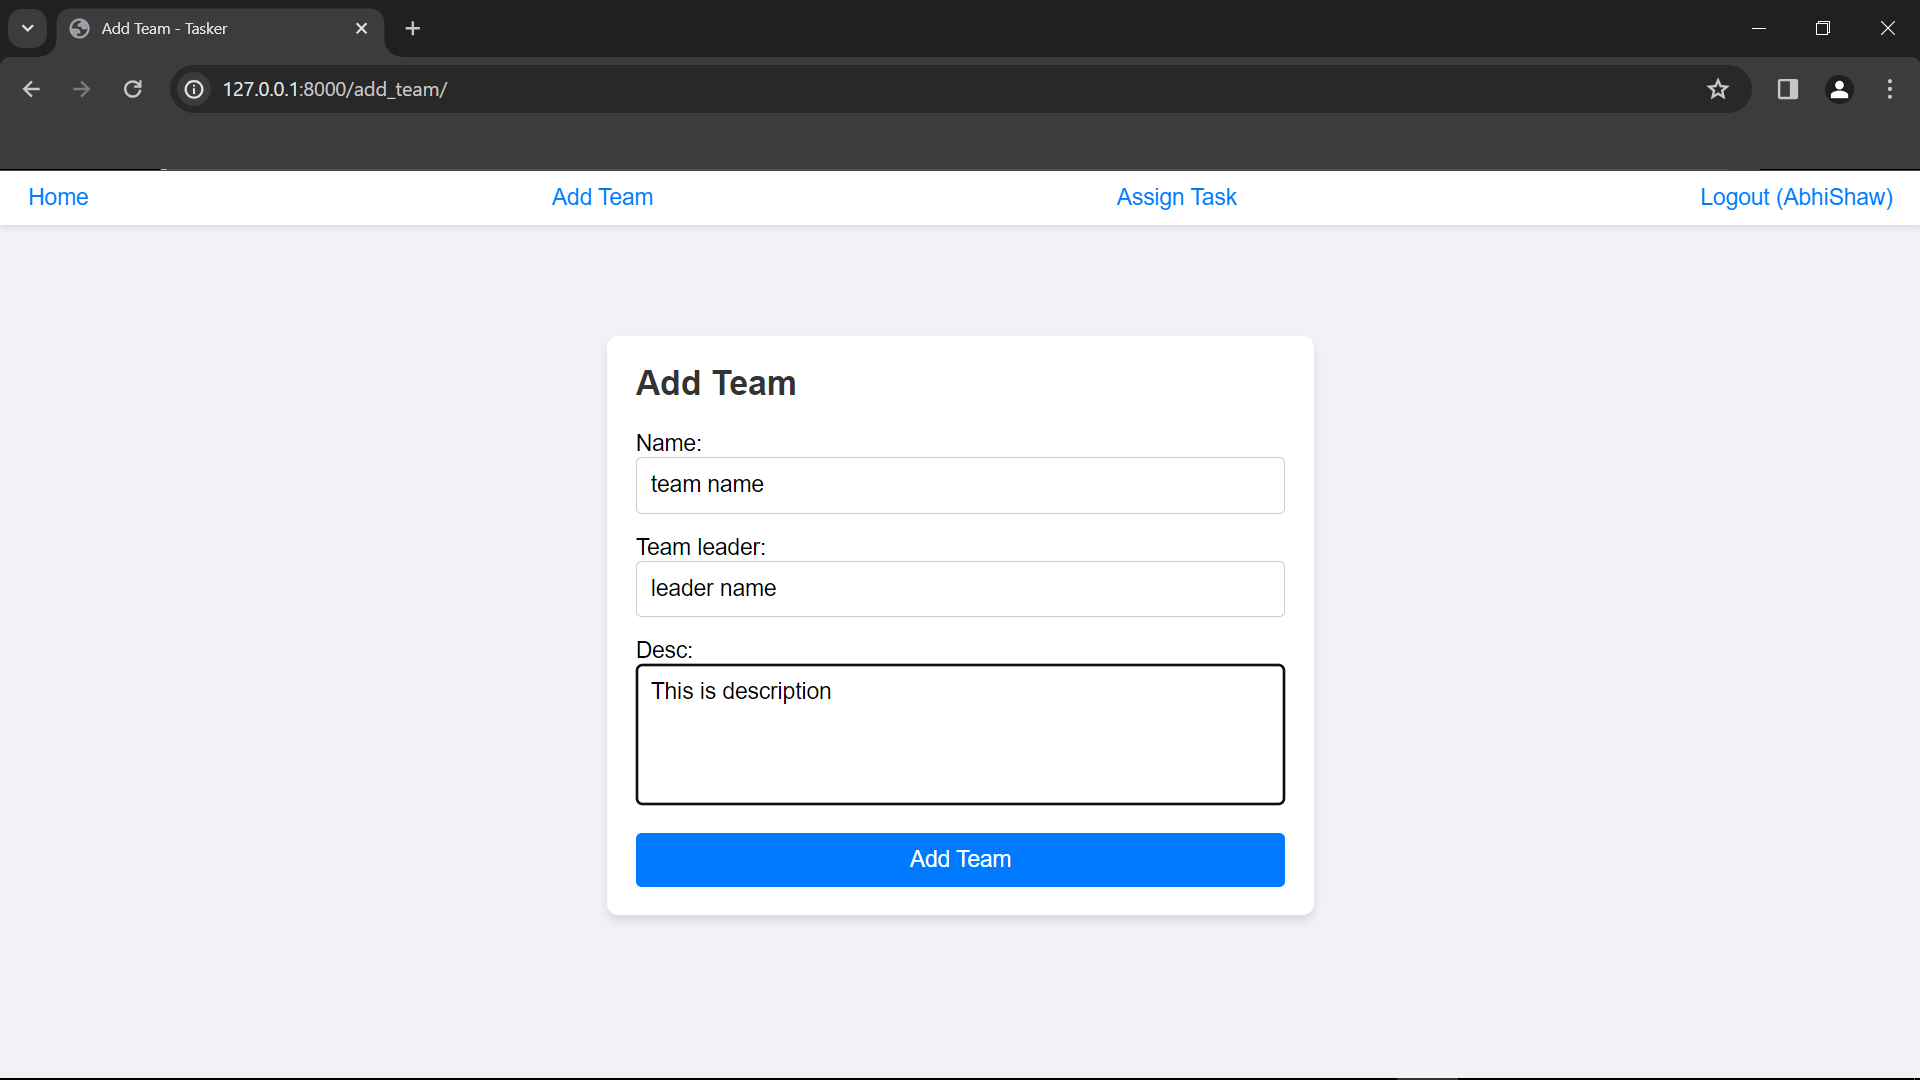 Add Team - Tasker
127.0.0.1:8000/add_team/
Home Add Team Assign Task Logout (AbhiShaw)
Add Team
Name:
team name
Team leader:
leader name
Desc:
This is description
Add Team